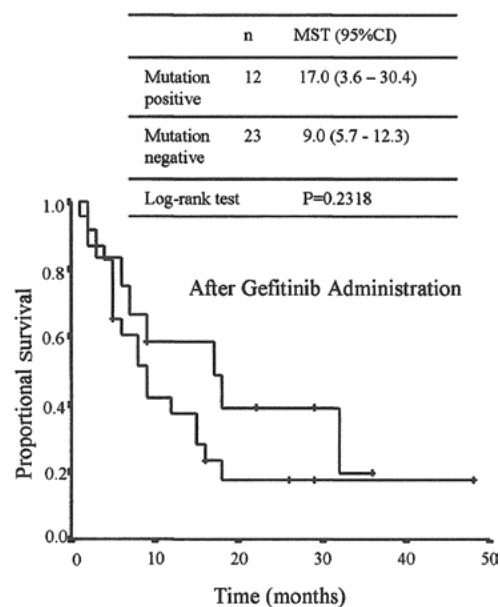 n MST (95%CI)
Mutation positive 12 17.0 (3.6 – 30.4)
Mutation negative 23 9.0 (5.7 - 12.3)
Log-rank test P=0.2318
After Gefitinib Administration
Proportional survival
1.0
0.8
0.6
0.4
0.2
0.0
0 10 20 30 40 50
Time (months)